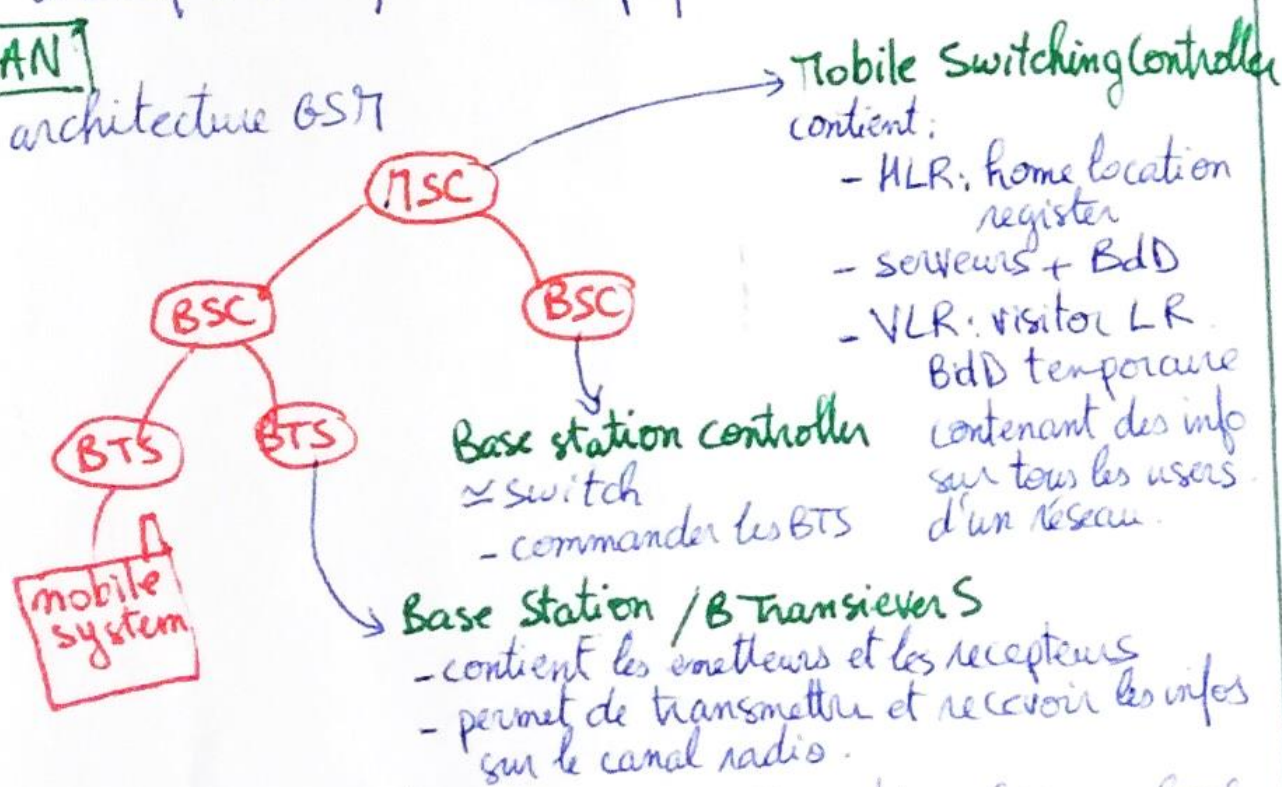 AN
architecture GSM
MSC
BSC
BSC
BTS
BTS
mobile
system
Mobile Switching Controller
contient:
- HLR: home location
register
- serveurs + BdD
- VLR: visitor LR
BdD temporaire
contenant des info
sur tous les users
d'un réseau.
Base station controller
≃ switch
- commander les BTS
Base Station / B Transiever S
- contient les émetteurs et les recepteurs
- permet de transmettre et recevoir les infos
sur le canal radio.